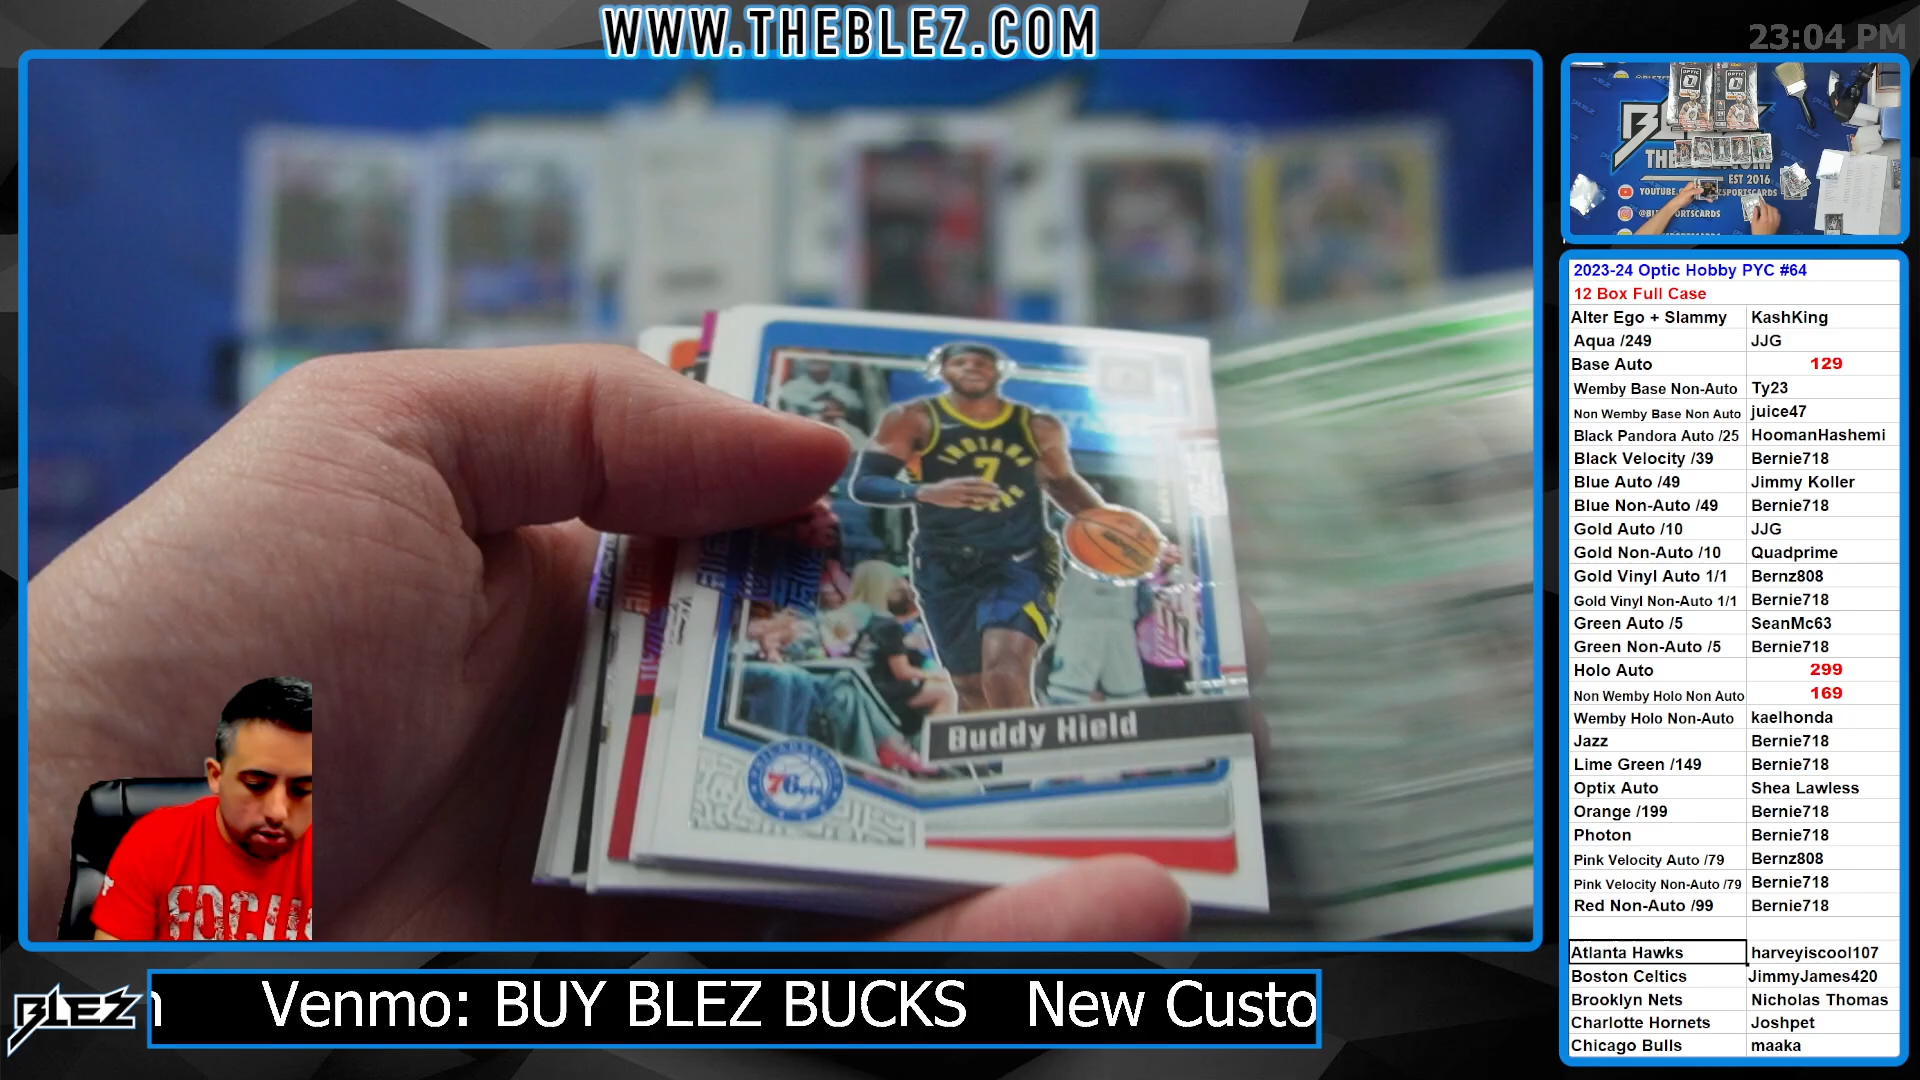 WWW.THEBLEZ.COM
23:04 PM
OPTIC
OPTIC
THE
EST 2016
YOUTUBE
2023-24 Optic Hobby PYC #64
12 Box Full Case
Alter Ego + Slammy KashKing
Aqua /249 JJG
Base Auto 129
Wemby Base Non-Auto Ty23
Non Wemby Base Non Auto juice47
Black Pandora Auto /25 HoomanHashemi
Black Velocity /39 Bernie718
Blue Auto /49 Jimmy Koller
Blue Non-Auto /49 Bernie718
Gold Auto /10 JJG
Gold Non-Auto /10 Quadprime
Gold Vinyl Auto 1/1 Bernz808
Gold Vinyl Non-Auto 1/1 Bernie718
Green Auto /5 SeanMc63
Green Non-Auto /5 Bernie718
Holo Auto 299
Non Wemby Holo Non Auto 169
Wemby Holo Non-Auto kaelhonda
Jazz Bernie718
Lime Green /149 Bernie718
Optix Auto Shea Lawless
Orange /199 Bernie718
Photon Bernie718
Pink Velocity Auto /79 Bernz808
Pink Velocity Non-Auto /79 Bernie718
Red Non-Auto /99 Bernie718
Atlanta Hawks harveyiscool107
Boston Celtics JimmyJames420
Brooklyn Nets Nicholas Thomas
Charlotte Hornets Joshpet
Chicago Bulls maaka
INDIANA
7
Buddy Hield
76ers
FOCUS
BLEZ
n Venmo: BUY BLEZ BUCKS New Custo